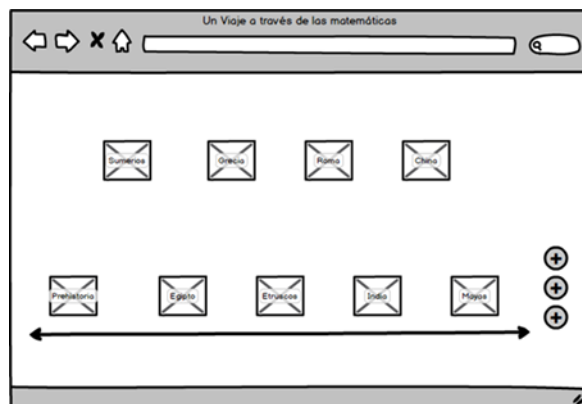 Un Viaje a través de las matemáticas
Sumerios
Grecia
Roma
China
Prehistoria
Egipto
Etruscos
India
Mayas